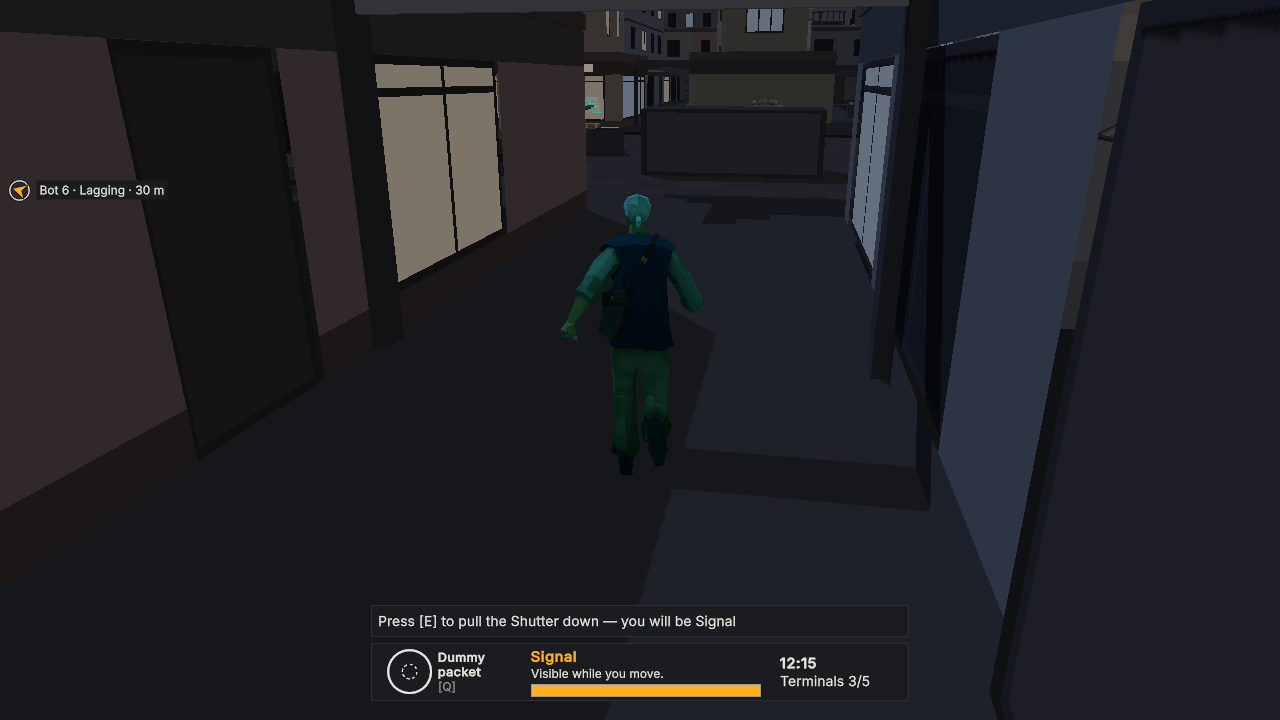 Bot 6 · Lagging · 30 m
Press [E] to pull the Shutter down — you will be Signal
Dummy
packet
[Q]
Signal
Visible while you move.
12:15
Terminals 3/5